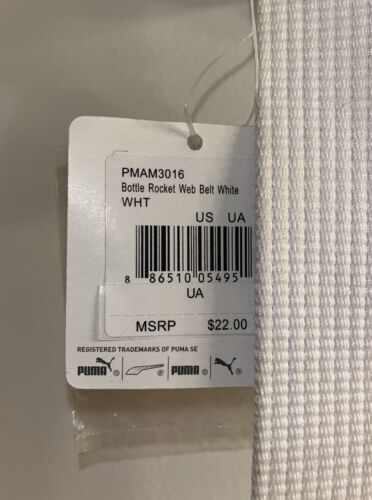 PMAM3016
Bottle Rocket Web Belt White
WHT
US UA
8 86510 05495
UA
MSRP $22.00
REGISTERED TRADEMARKS OF PUMA SE
PUMA® ® PUMA® ®